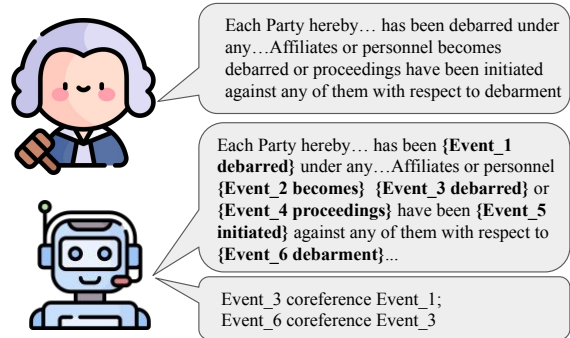 Each Party hereby… has been debarred under
any…Affiliates or personnel becomes
debarred or proceedings have been initiated
against any of them with respect to debarment
Each Party hereby… has been {Event_1
debarred} under any…Affiliates or personnel
{Event_2 becomes} {Event_3 debarred} or
{Event_4 proceedings} have been {Event_5
initiated} against any of them with respect to
{Event_6 debarment}...
Event_3 coreference Event_1;
Event_6 coreference Event_3